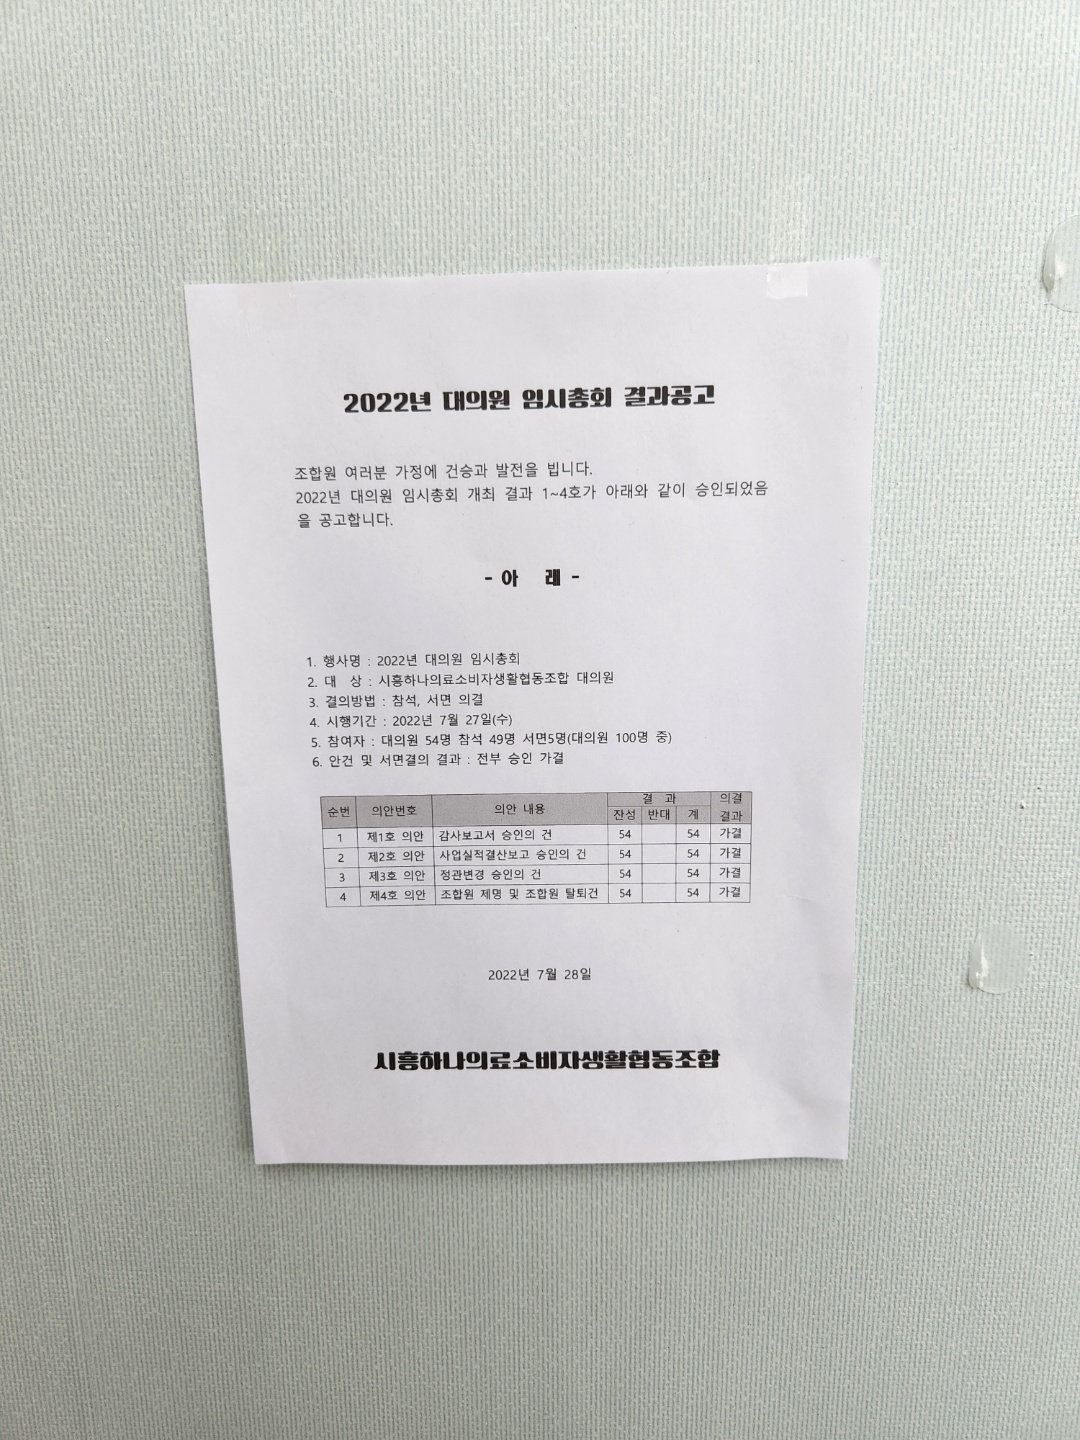 2022년 대의원 임시총회 결과공고
조합원 여러분 가정에 건승과 발전을 빕니다.
2022년 대의원 임시총회 개최 결과 1~4호가 아래와 같이 승인되었음
을 공고합니다.
- 아 래 -
1. 행사명 : 2022년 대의원 임시총회
2. 대 상 : 시흥하나의료소비자생활협동조합 대의원
3. 결의방법 : 참석, 서면 의결
4. 시행기간 : 2022년 7월 27일(수)
5. 참여자 : 대의원 54명 참석 49명 서면5명(대의원 100명 중)
6. 안건 및 서면결의 결과 : 전부 승인 가결
순번 의안번호 의안 내용 결 과 의결
잔성 반대 계 결과
1 제1호 의안 감사보고서 승인의 건 54 54 가결
2 제2호 의안 사업실적결산보고 승인의 건 54 54 가결
3 제3호 의안 정관변경 승인의 건 54 54 가결
4 제4호 의안 조합원 제명 및 조합원 탈퇴건 54 54 가결
2022년 7월 28일
시흥하나의료소비자생활협동조합